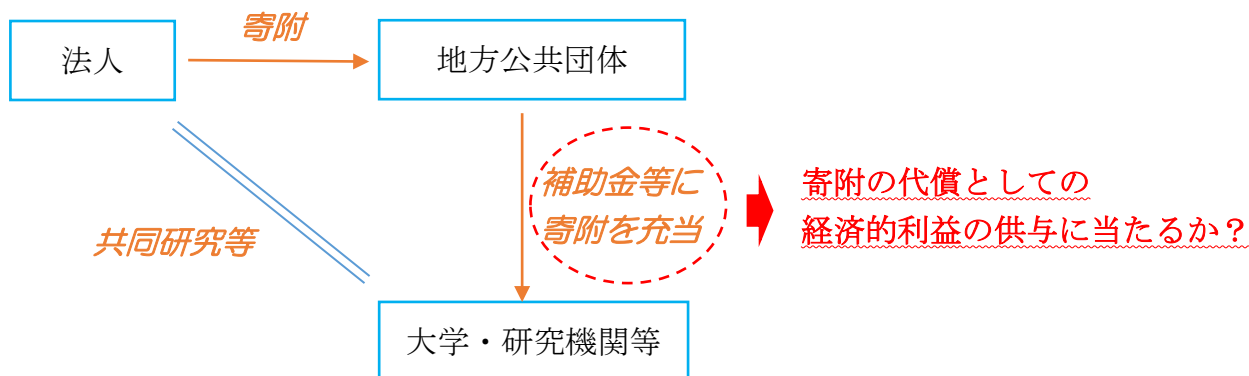 寄附
法人
地方公共団体
補助金等に
寄附を充当
寄附の代償としての
経済的利益の供与に当たるか？
共同研究等
大学・研究機関等